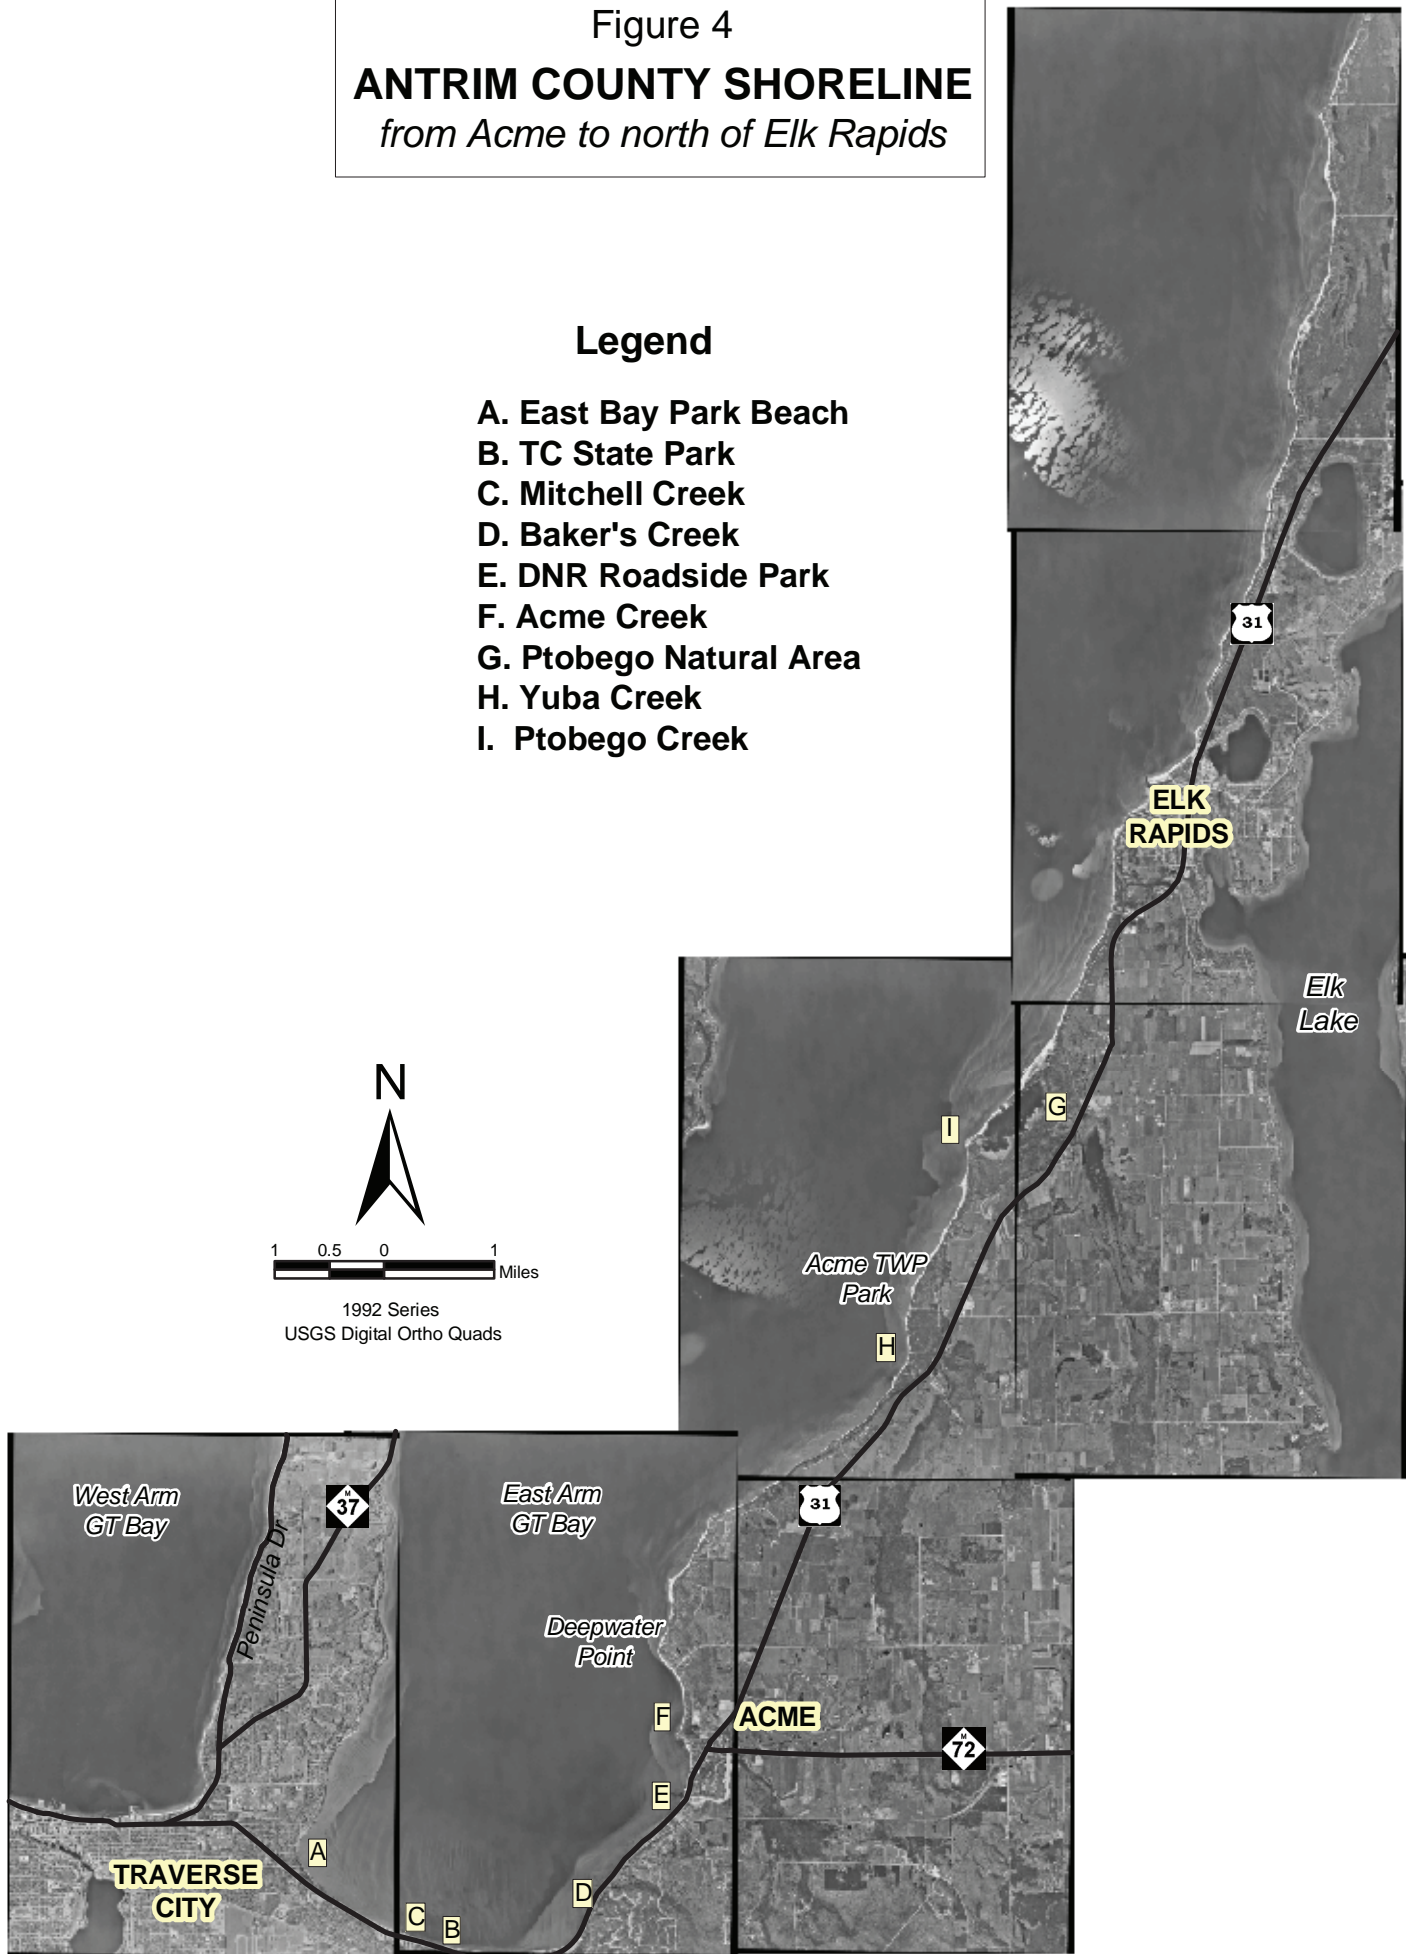 Figure 4
ANTRIM COUNTY SHORELINE
from Acme to north of Elk Rapids
Legend
A. East Bay Park Beach
B. TC State Park
C. Mitchell Creek
D. Baker's Creek
E. DNR Roadside Park
F. Acme Creek
G. Ptobego Natural Area
H. Yuba Creek
I. Ptobego Creek
31
ELK
RAPIDS
Elk
Lake
N
1 0.5 0 1
Miles
1992 Series
USGS Digital Ortho Quads
G
I
Acme TWP
Park
H
West Arm
GT Bay
M
37
Peninsula Dr
East Arm
GT Bay
31
Deepwater
Point
F
ACME
M
72
E
A
TRAVERSE
CITY
D
C
B